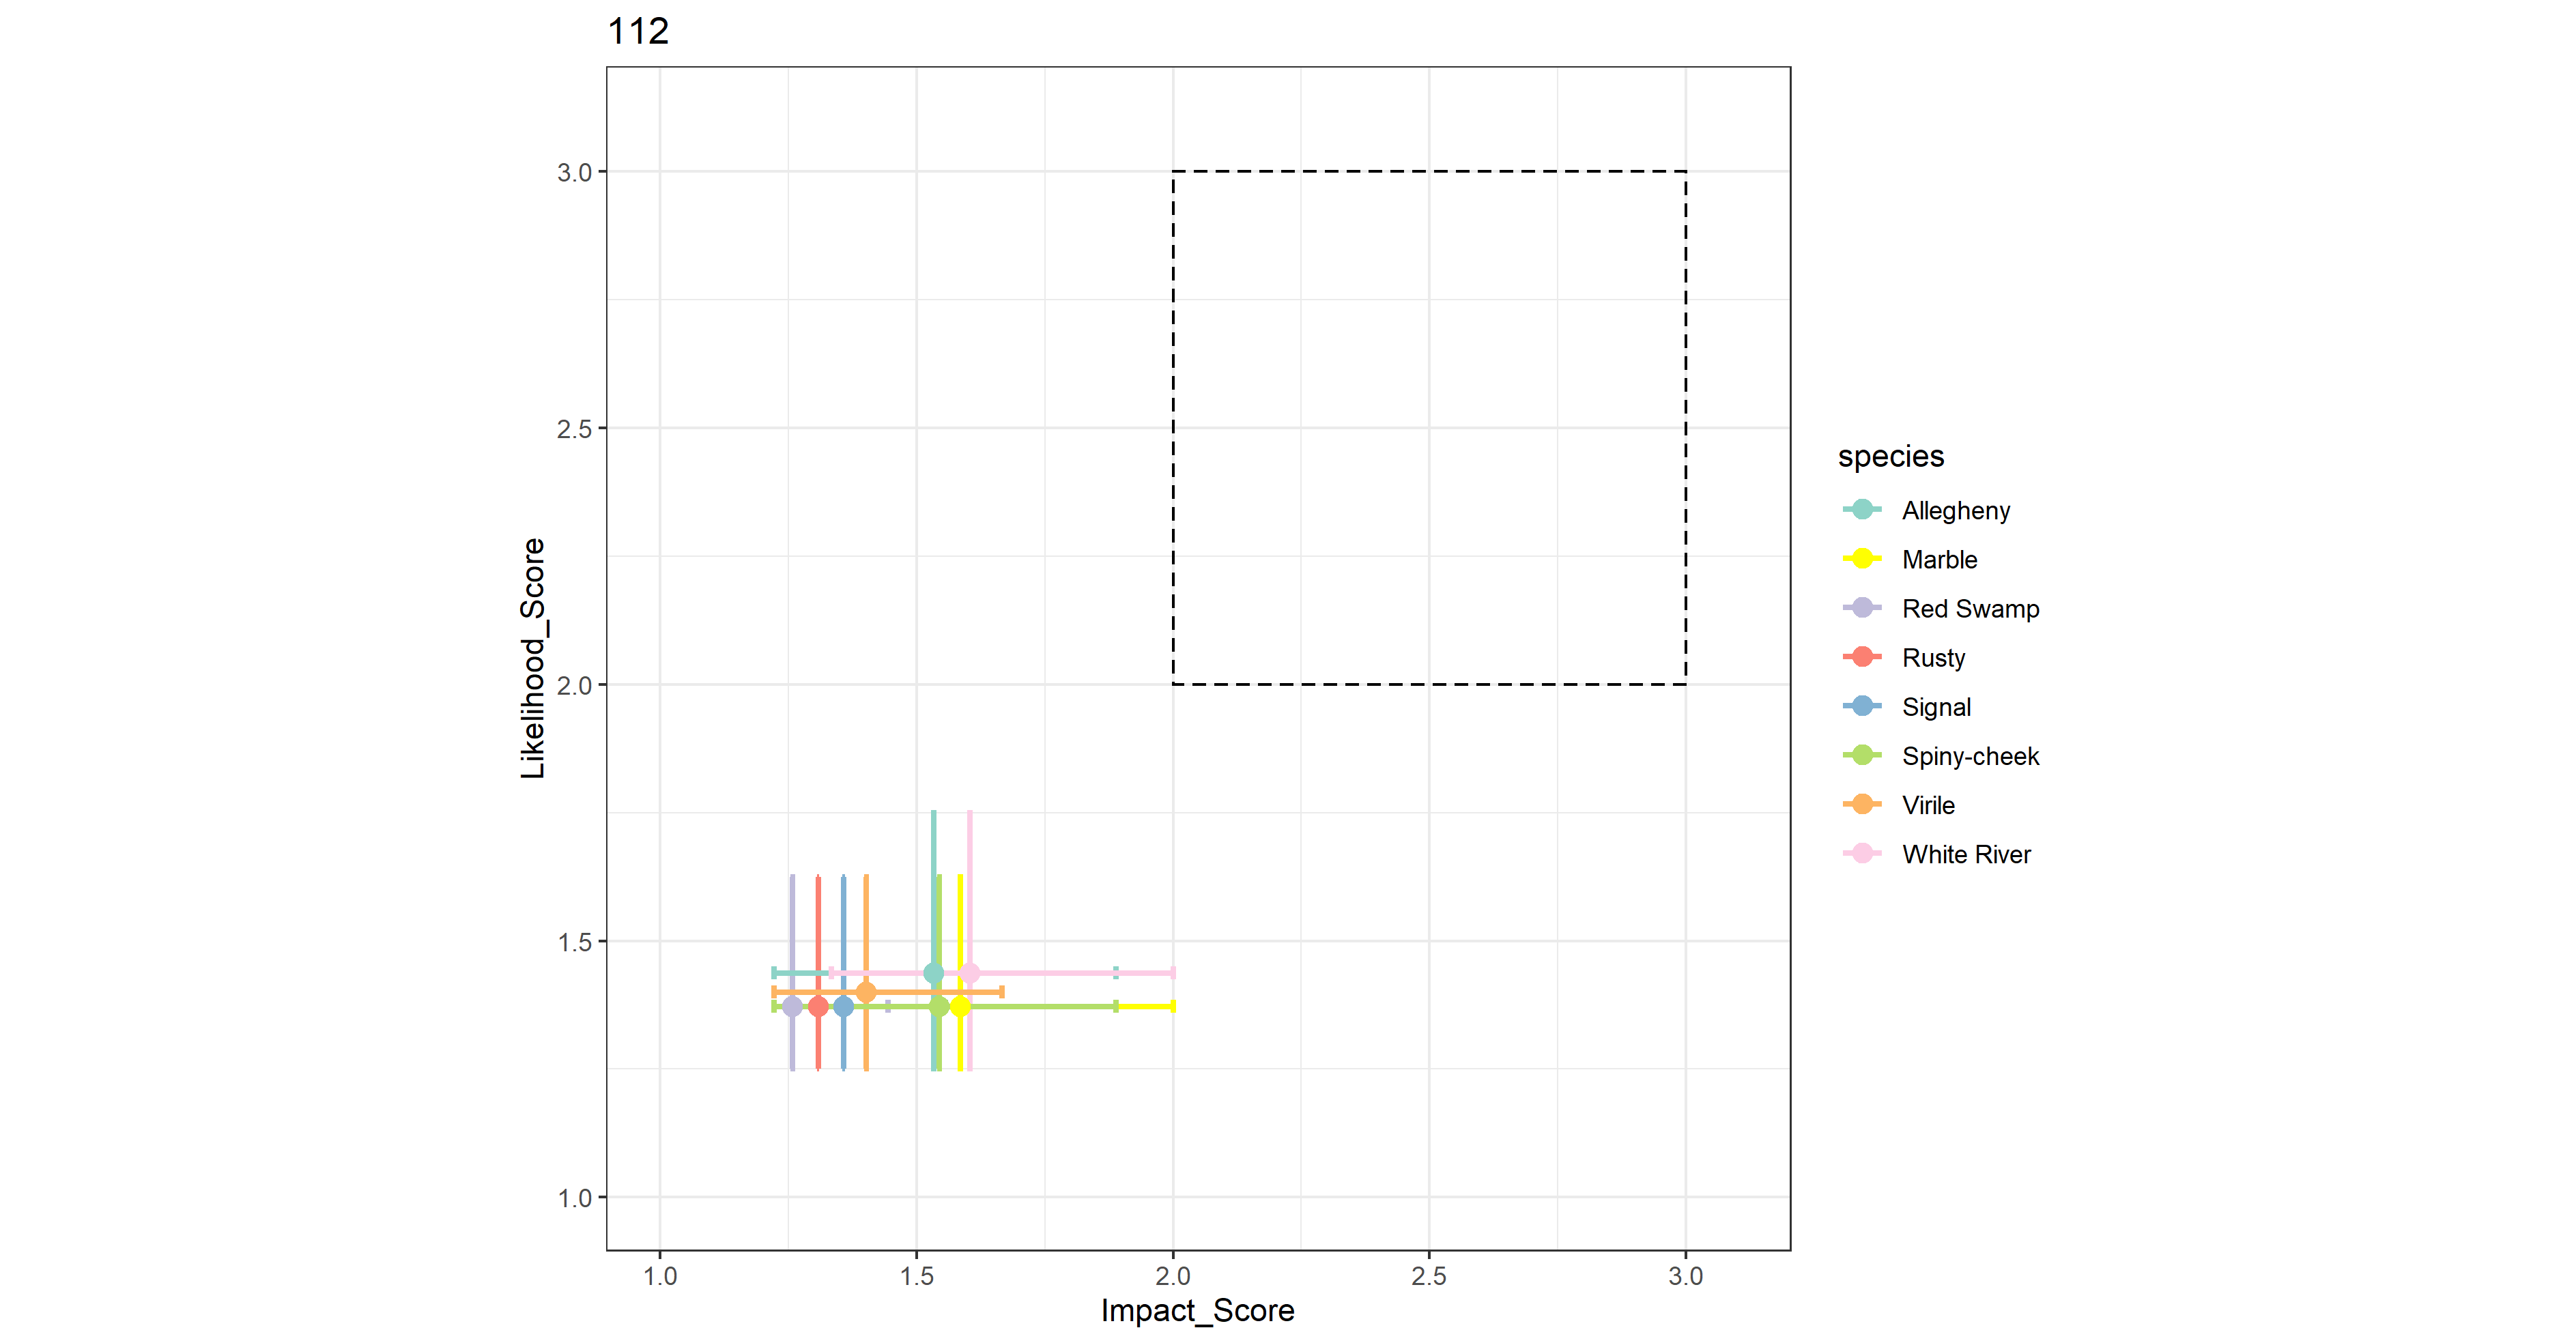 112
Likelihood_Score
3.0
2.5
2.0
1.5
1.0
1.0 1.5 2.0 2.5 3.0
Impact_Score
species
Allegheny
Marble
Red Swamp
Rusty
Signal
Spiny-cheek
Virile
White River